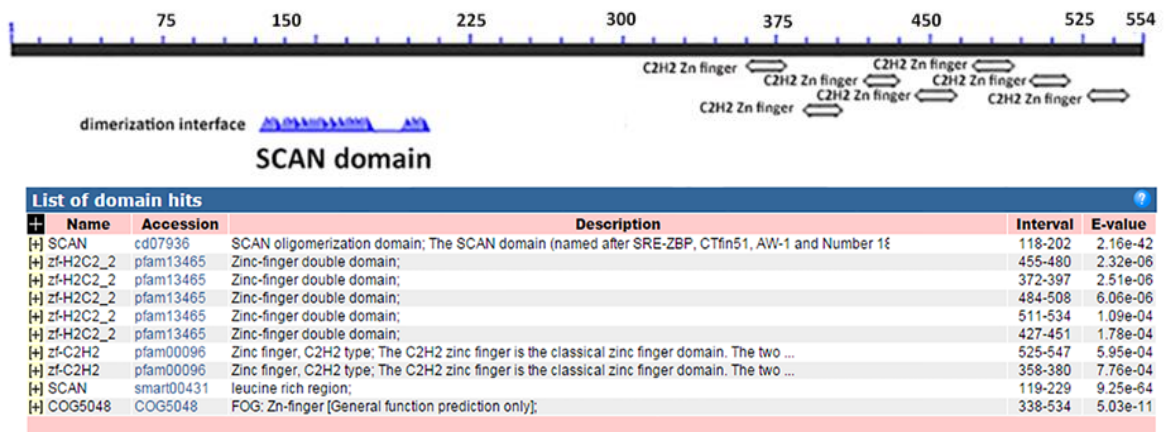 75 150 225 300 375 450 525 554
C2H2 Zn finger C2H2 Zn finger
C2H2 Zn finger C2H2 Zn finger
C2H2 Zn finger C2H2 Zn finger
C2H2 Zn finger
dimerization interface
SCAN domain
List of domain hits ?
+ Name Accession Description Interval E-value
[+] SCAN cd07936 SCAN oligomerization domain; The SCAN domain (named after SRE-ZBP, CTfin51, AW-1 and Number 18 118-202 2.16e-42
[+] zf-H2C2_2 pfam13465 Zinc-finger double domain; 455-480 2.32e-06
[+] zf-H2C2_2 pfam13465 Zinc-finger double domain; 372-397 2.51e-06
[+] zf-H2C2_2 pfam13465 Zinc-finger double domain; 484-508 6.06e-06
[+] zf-H2C2_2 pfam13465 Zinc-finger double domain; 511-534 1.09e-04
[+] zf-H2C2_2 pfam13465 Zinc-finger double domain; 427-451 1.78e-04
[+] zf-C2H2 pfam00096 Zinc finger, C2H2 type; The C2H2 zinc finger is the classical zinc finger domain. The two ... 525-547 5.95e-04
[+] zf-C2H2 pfam00096 Zinc finger, C2H2 type; The C2H2 zinc finger is the classical zinc finger domain. The two ... 358-380 7.76e-04
[+] SCAN smart00431 leucine rich region; 119-229 9.25e-64
[+] COG5048 COG5048 FOG: Zn-finger [General function prediction only]; 338-534 5.03e-11